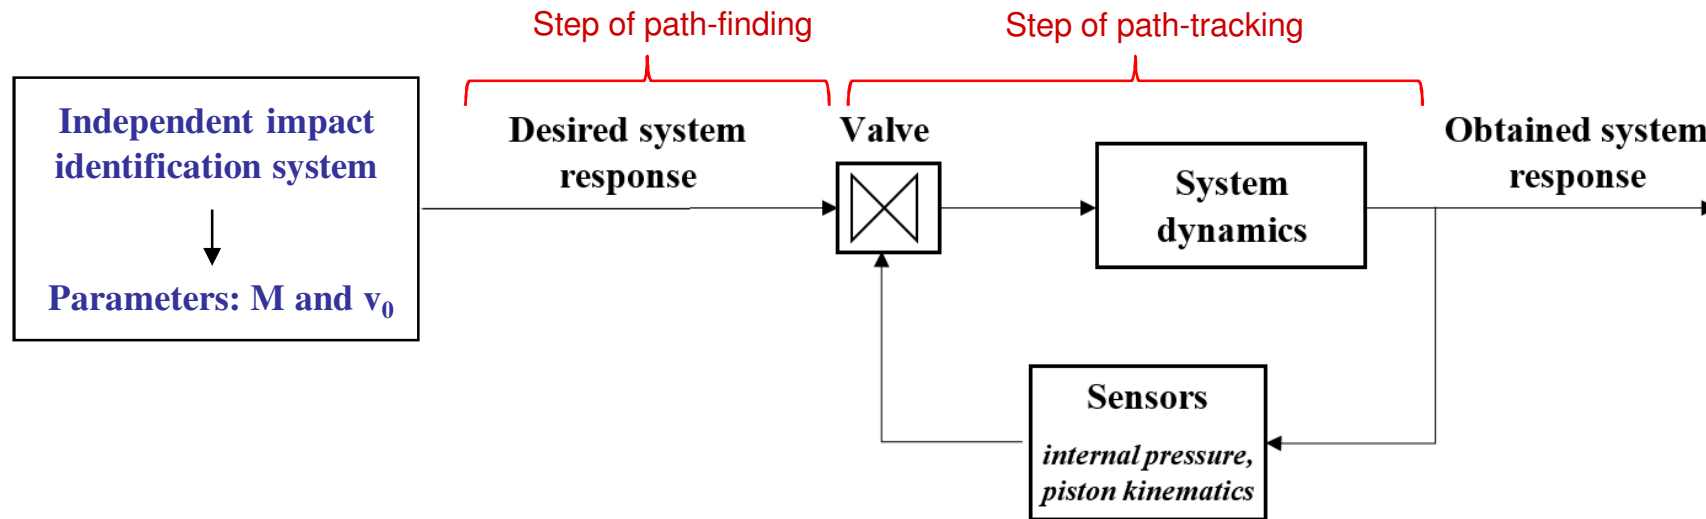 Step of path-finding
Step of path-tracking
Independent impact
identification system
Parameters: M and v₀
Desired system
response
Valve
System
dynamics
Obtained system
response
Sensors
internal pressure,
piston kinematics